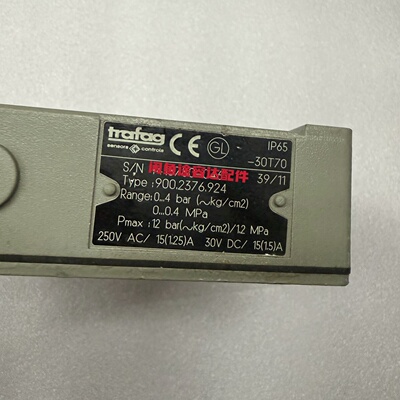 trafag CE GL IP65
sensors controls -30T70
S/N 39/11
Type :900.2376.924
Range: 0...4 bar (~kg/cm2)
0...0.4 MPa
Pmax : 12 bar(~kg/cm2)/1.2 MPa
250V AC/ 15(1.25)A 30V DC/ 15(1.5)A